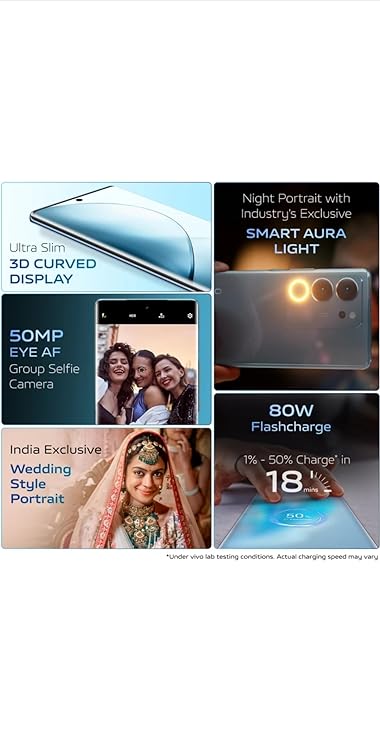 Ultra Slim
3D CURVED
DISPLAY
Night Portrait with
Industry's Exclusive
SMART AURA
LIGHT
50MP
EYE AF
Group Selfie
Camera
HDR
India Exclusive
Wedding
Style
Portrait
80W
Flashcharge
1% - 50% Charge* in
18 mins
50
*Under vivo lab testing conditions. Actual charging speed may vary